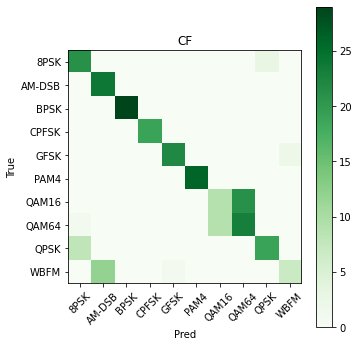 CF
True
8PSK
AM-DSB
BPSK
CPFSK
GFSK
PAM4
QAM16
QAM64
QPSK
WBFM
8PSK
AM-DSB
BPSK
CPFSK
GFSK
PAM4
QAM16
QAM64
QPSK
WBFM
Pred
25
20
15
10
5
0